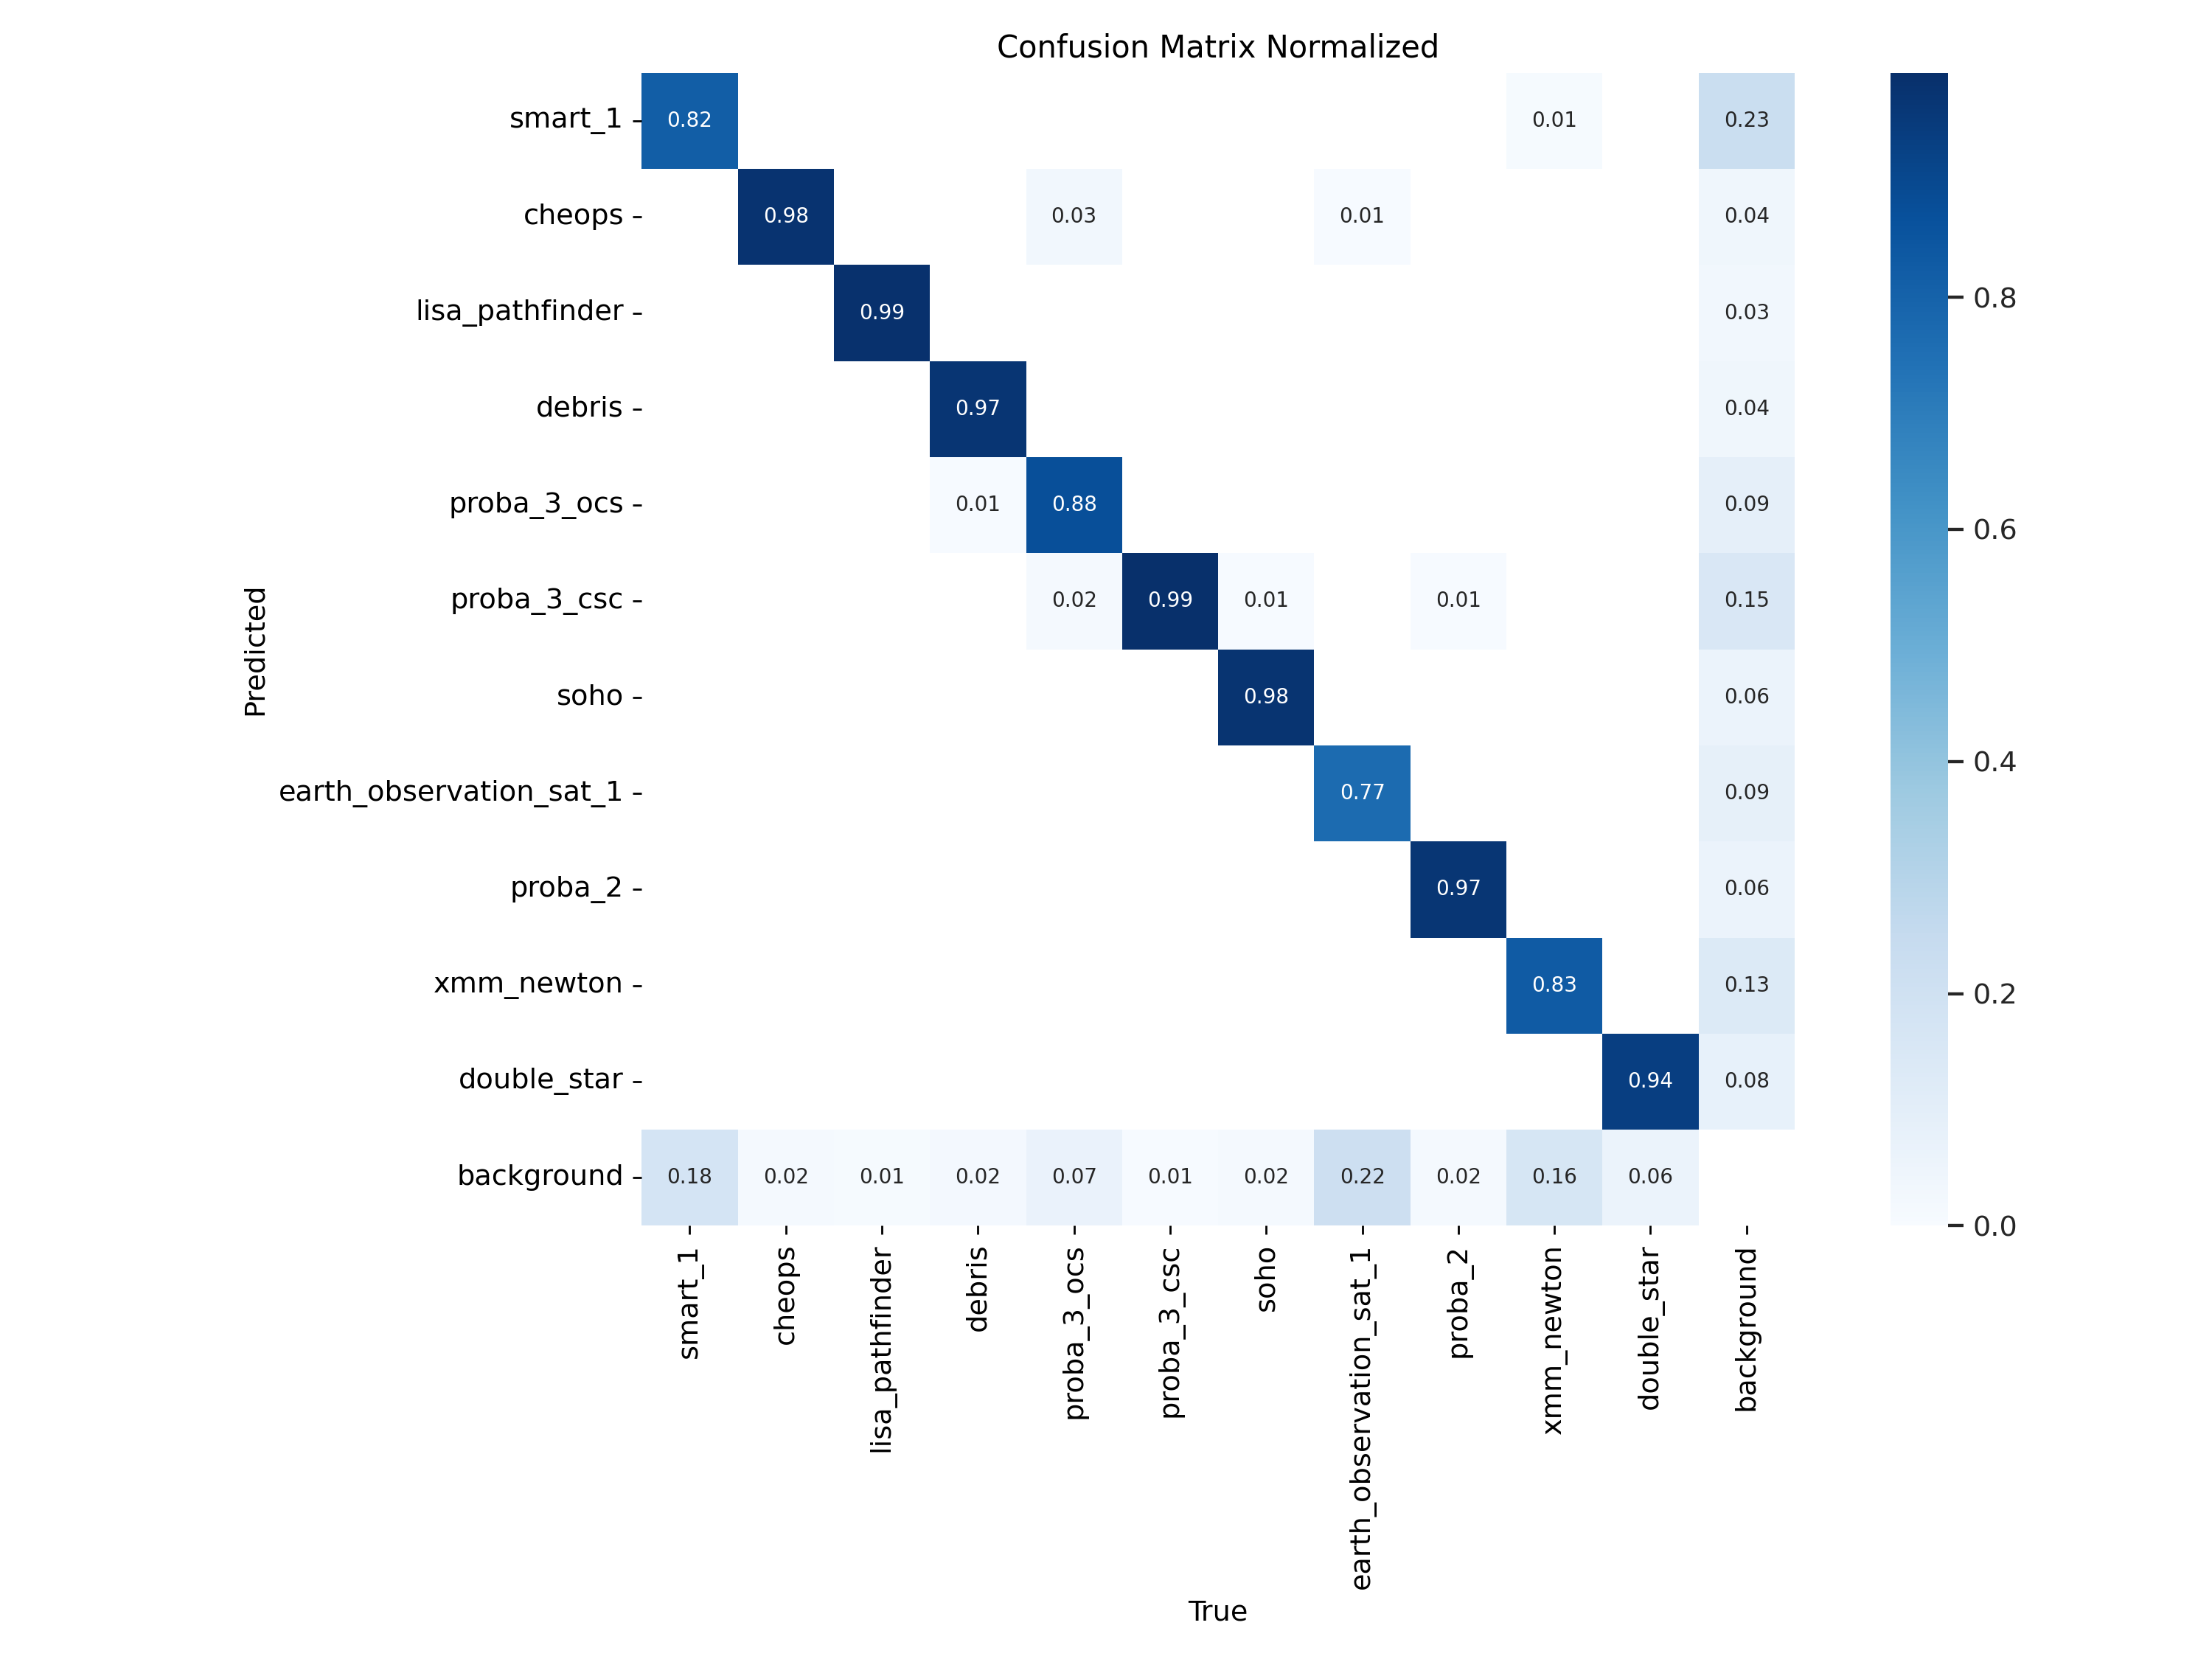 Confusion Matrix Normalized
smart_1 0.82 0.01 0.23
cheops 0.98 0.03 0.01 0.04
lisa_pathfinder 0.99 0.03
debris 0.97 0.04
proba_3_ocs 0.01 0.88 0.09
proba_3_csc 0.02 0.99 0.01 0.01 0.15
soho 0.98 0.06
earth_observation_sat_1 0.77 0.09
proba_2 0.97 0.06
xmm_newton 0.83 0.13
double_star 0.94 0.08
background 0.18 0.02 0.01 0.02 0.07 0.01 0.02 0.22 0.02 0.16 0.06
Predicted
smart_1
cheops
lisa_pathfinder
debris
proba_3_ocs
proba_3_csc
soho
earth_observation_sat_1
proba_2
xmm_newton
double_star
background
True
0.8
0.6
0.4
0.2
0.0